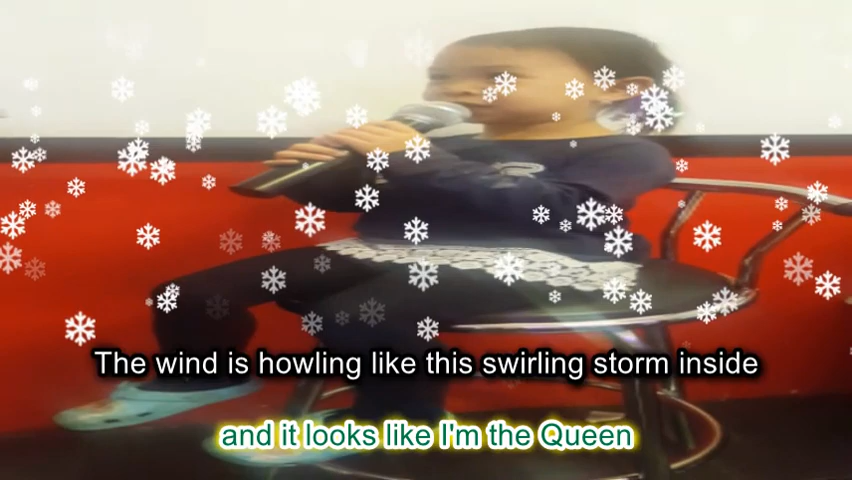 The wind is howling like this swirling storm inside
and it looks like I'm the Queen